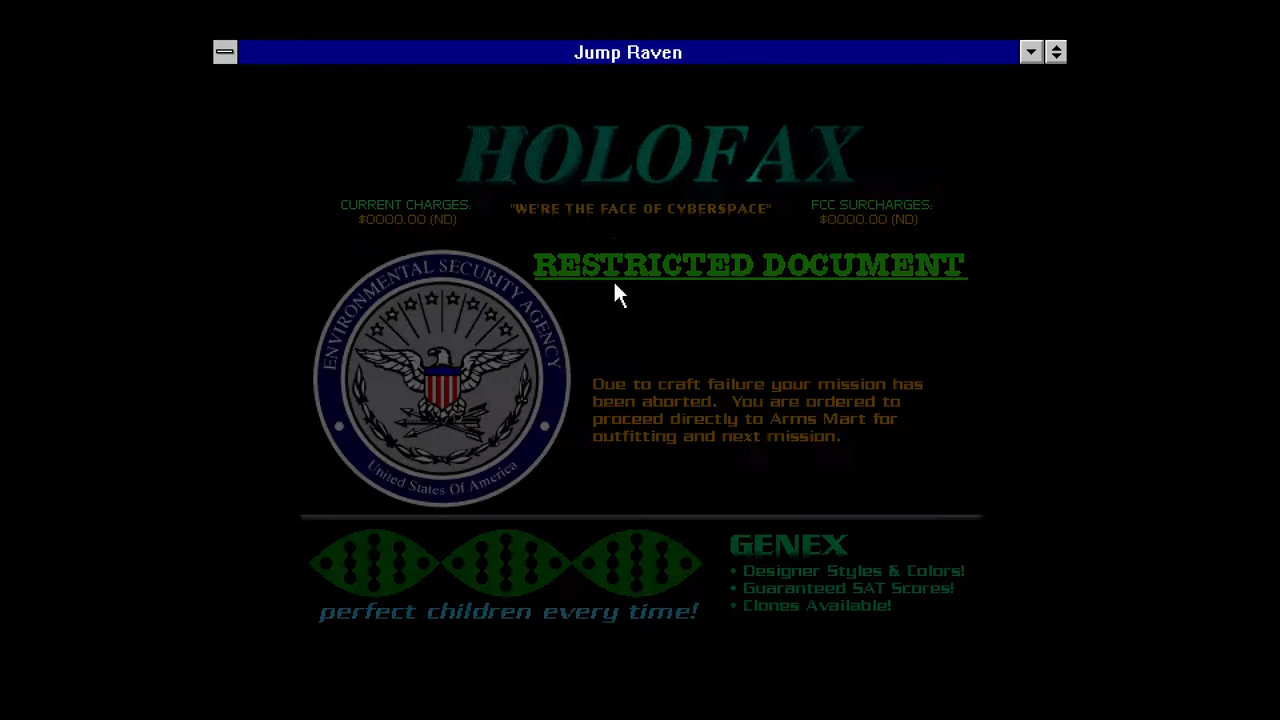 Jump Raven
HOLOFAX
CURRENT CHARGES:
$0000.00 (ND)
"WE'RE THE FACE OF CYBERSPACE"
FCC SURCHARGES:
$0000.00 (ND)
RESTRICTED DOCUMENT
ENVIRONMENTAL SECURITY AGENCY
United States Of America
Due to craft failure your mission has
been aborted.  You are ordered to
proceed directly to Arms Mart for
outfitting and next mission.
perfect children every time!
GENEX
• Designer Styles & Colors!
• Guaranteed SAT Scores!
• Clones Available!